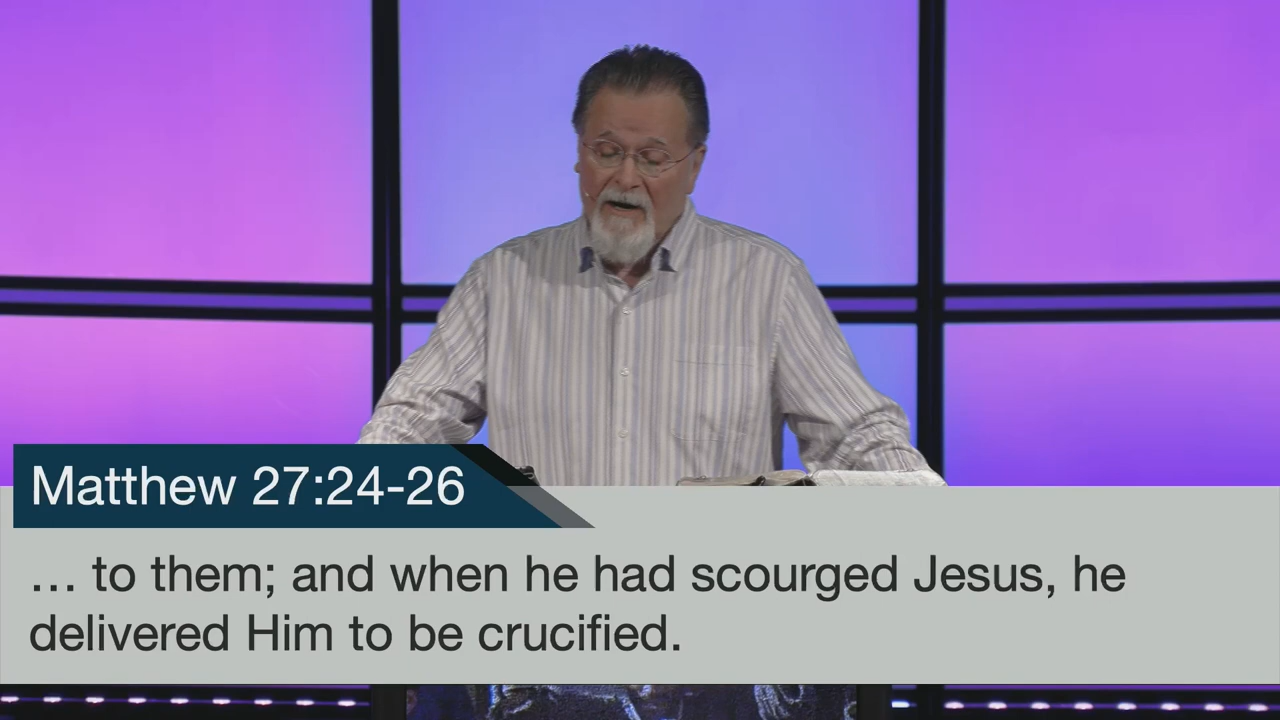 Matthew 27:24-26
… to them; and when he had scourged Jesus, he
delivered Him to be crucified.